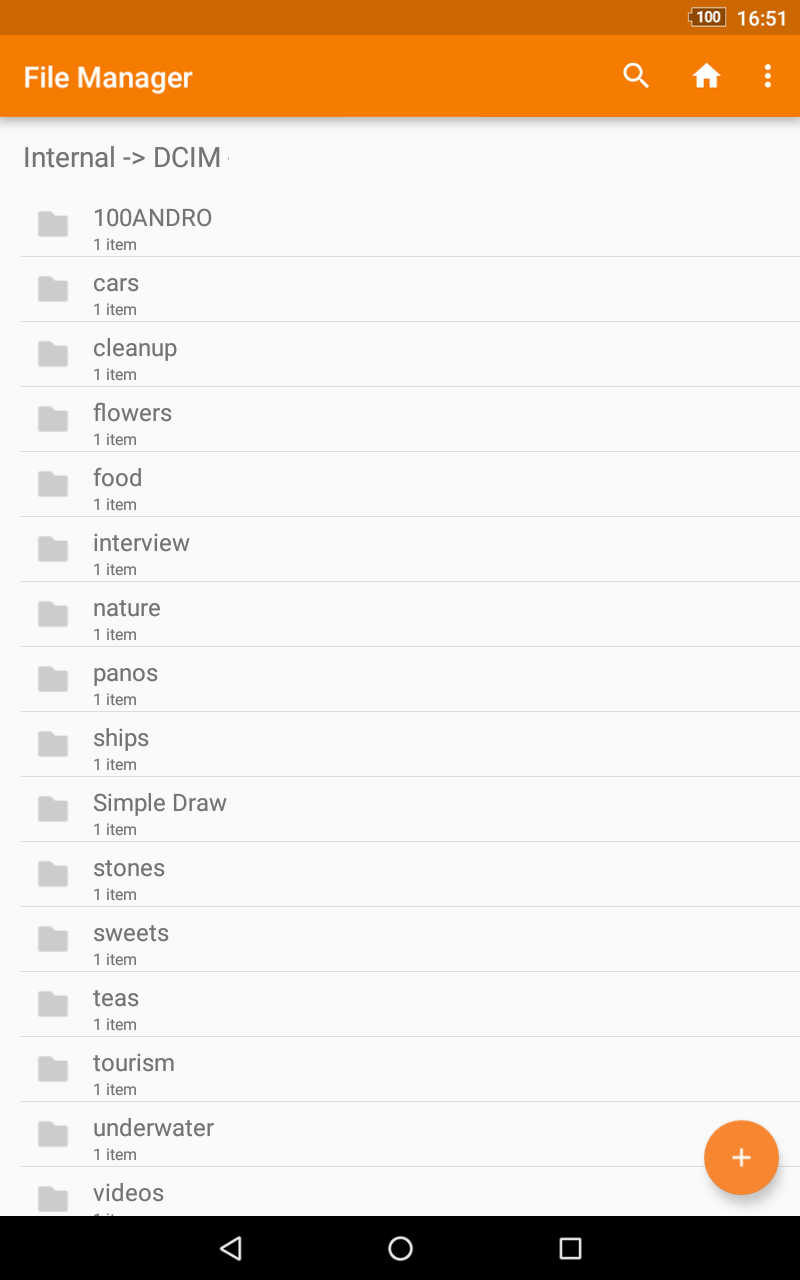 100 16:51
File Manager
Internal -> DCIM
100ANDRO
1 item
cars
1 item
cleanup
1 item
flowers
1 item
food
1 item
interview
1 item
nature
1 item
panos
1 item
ships
1 item
Simple Draw
1 item
stones
1 item
sweets
1 item
teas
1 item
tourism
1 item
underwater
1 item
videos